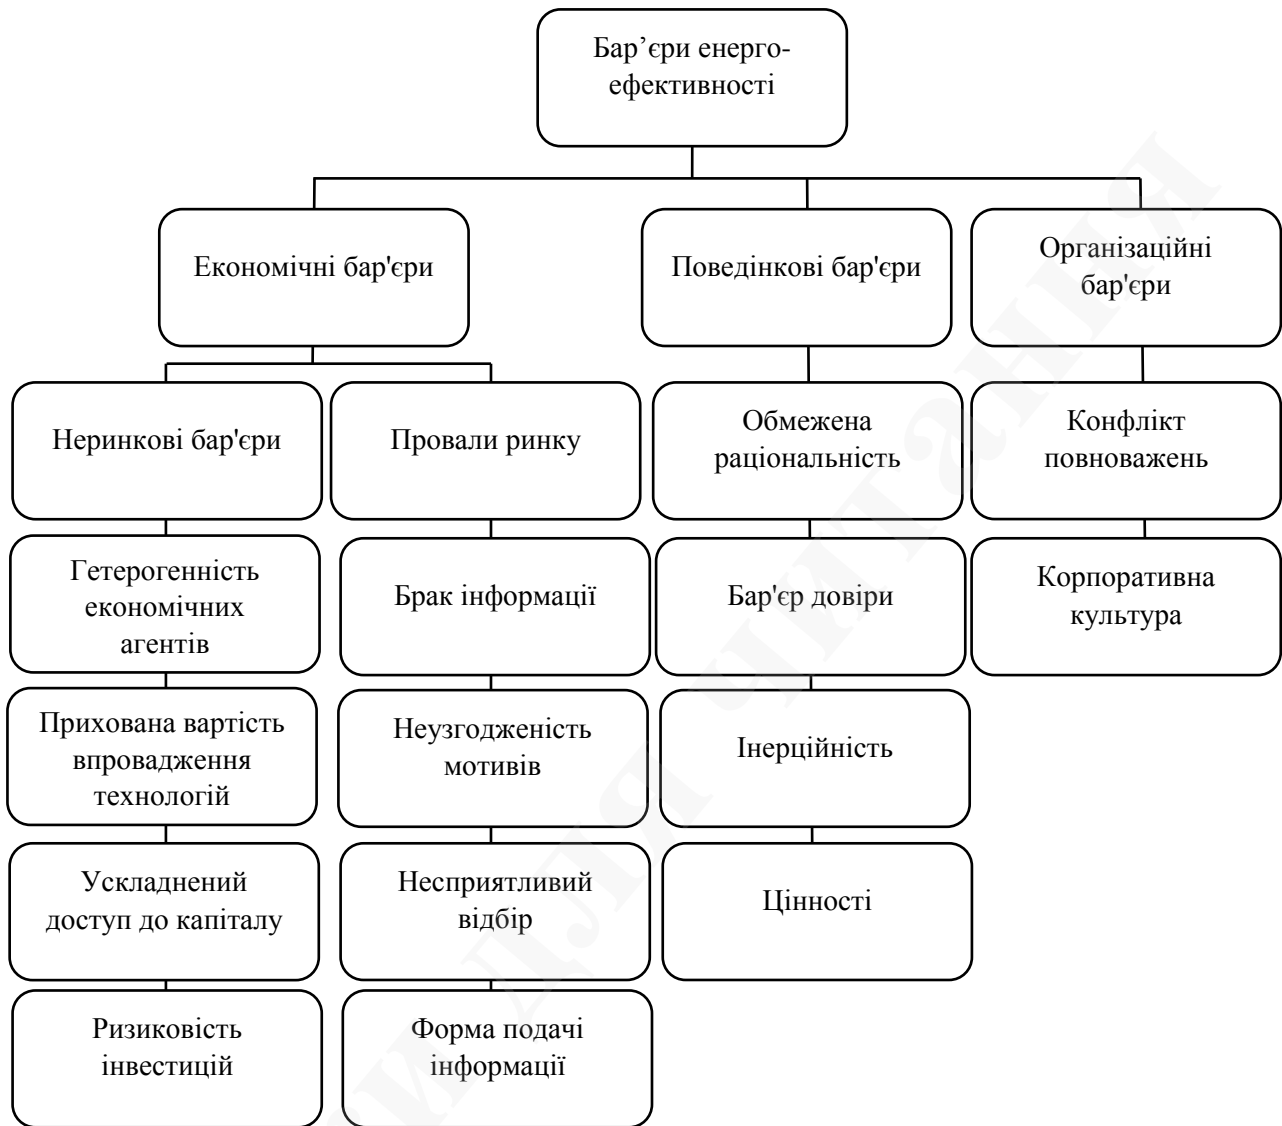 Бар’єри енерго-
ефективності
Економічні бар'єри
Поведінкові бар'єри
Організаційні
бар'єри
Неринкові бар'єри
Провали ринку
Обмежена
раціональність
Конфлікт
повноважень
Гетерогенність
економічних
агентів
Брак інформації
Бар'єр довіри
Корпоративна
культура
Прихована вартість
впровадження
технологій
Неузгодженість
мотивів
Інерційність
Ускладнений
доступ до капіталу
Несприятливий
відбір
Цінності
Ризиковість
інвестицій
Форма подачі
інформації
для читання